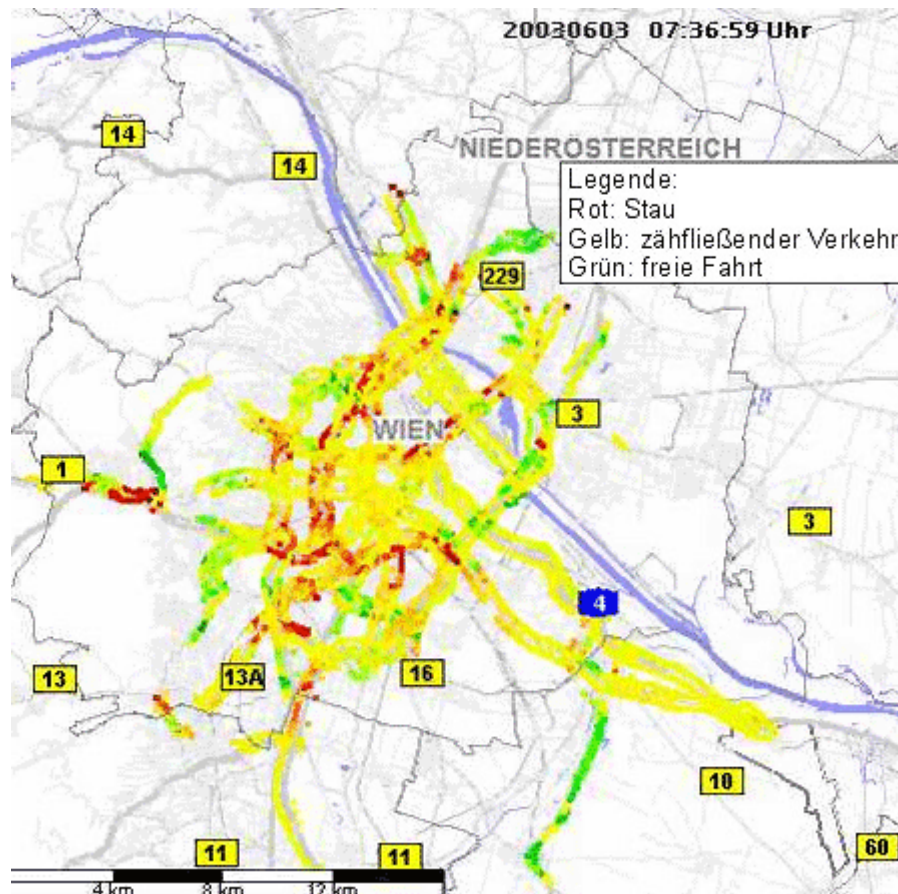 20030603 07:36:59 Uhr
14
NIEDERÖSTERREICH
14
Legende:
Rot: Stau
Gelb: zähfließender Verkehr
Grün: freie Fahrt
229
3
WIEN
1
3
4
13
13A
16
10
11
11
60
4 km
8 km
12 km